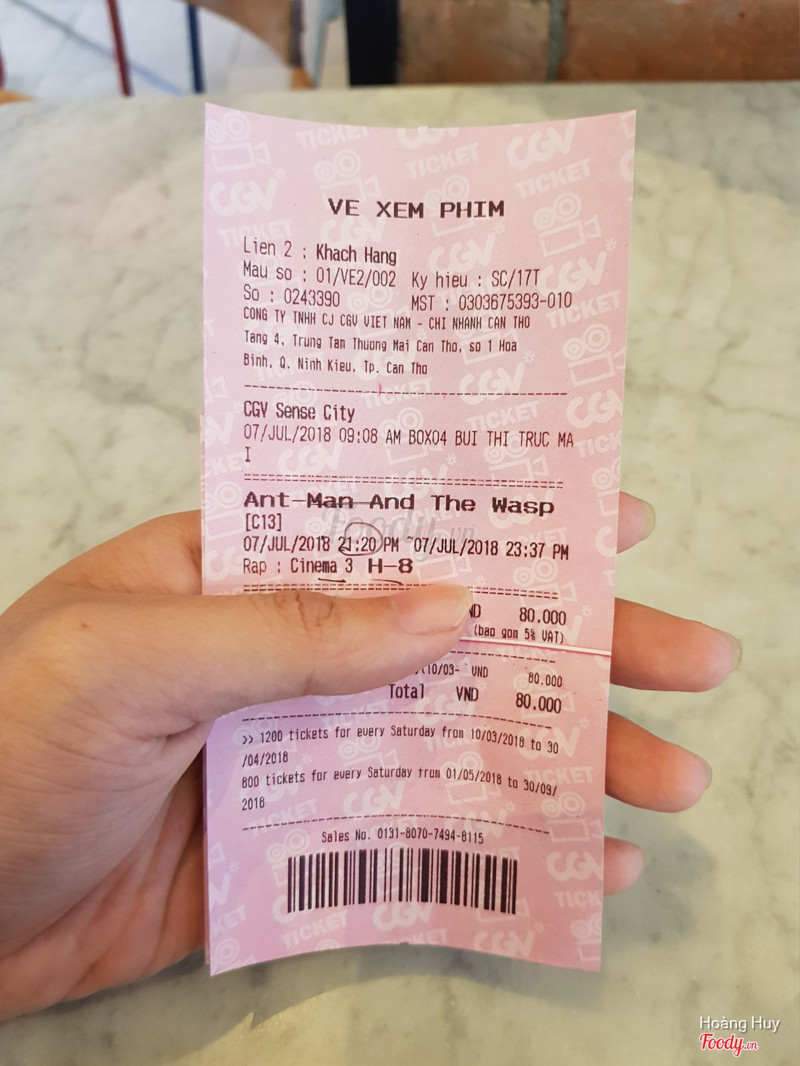 VE XEM PHIM
Lien 2 : Khach Hang
Mau so : 01/VE2/002 Ky hieu : SC/17T
So : 0243390 MST : 0303675393-010
CONG TY TNHH CJ CGV VIET NAM - CHI NHANH CAN THO
Tang 4, Trung Tam Thuong Mai Can Tho, so 1 Hoa
Binh, Q. Ninh Kieu, Tp. Can Tho
CGV Sense City
07/JUL/2018 09:08 AM BOX04 BUI THI TRUC MA
I
Ant-Man And The Wasp
[C13]
07/JUL/2018 21:20 PM ~07/JUL/2018 23:37 PM
Rap : Cinema 3 H-8
80.000
(bao gom 5% VAT)
(10/03- VND 80.000
Total VND 80.000
>> 1200 tickets for every Saturday from 10/03/2018 to 30
/04/2018
800 tickets for every Saturday from 01/05/2018 to 30/09/
2018
Sales No. 0131-8070-7494-8115
Hoàng Huy
Foody.vn